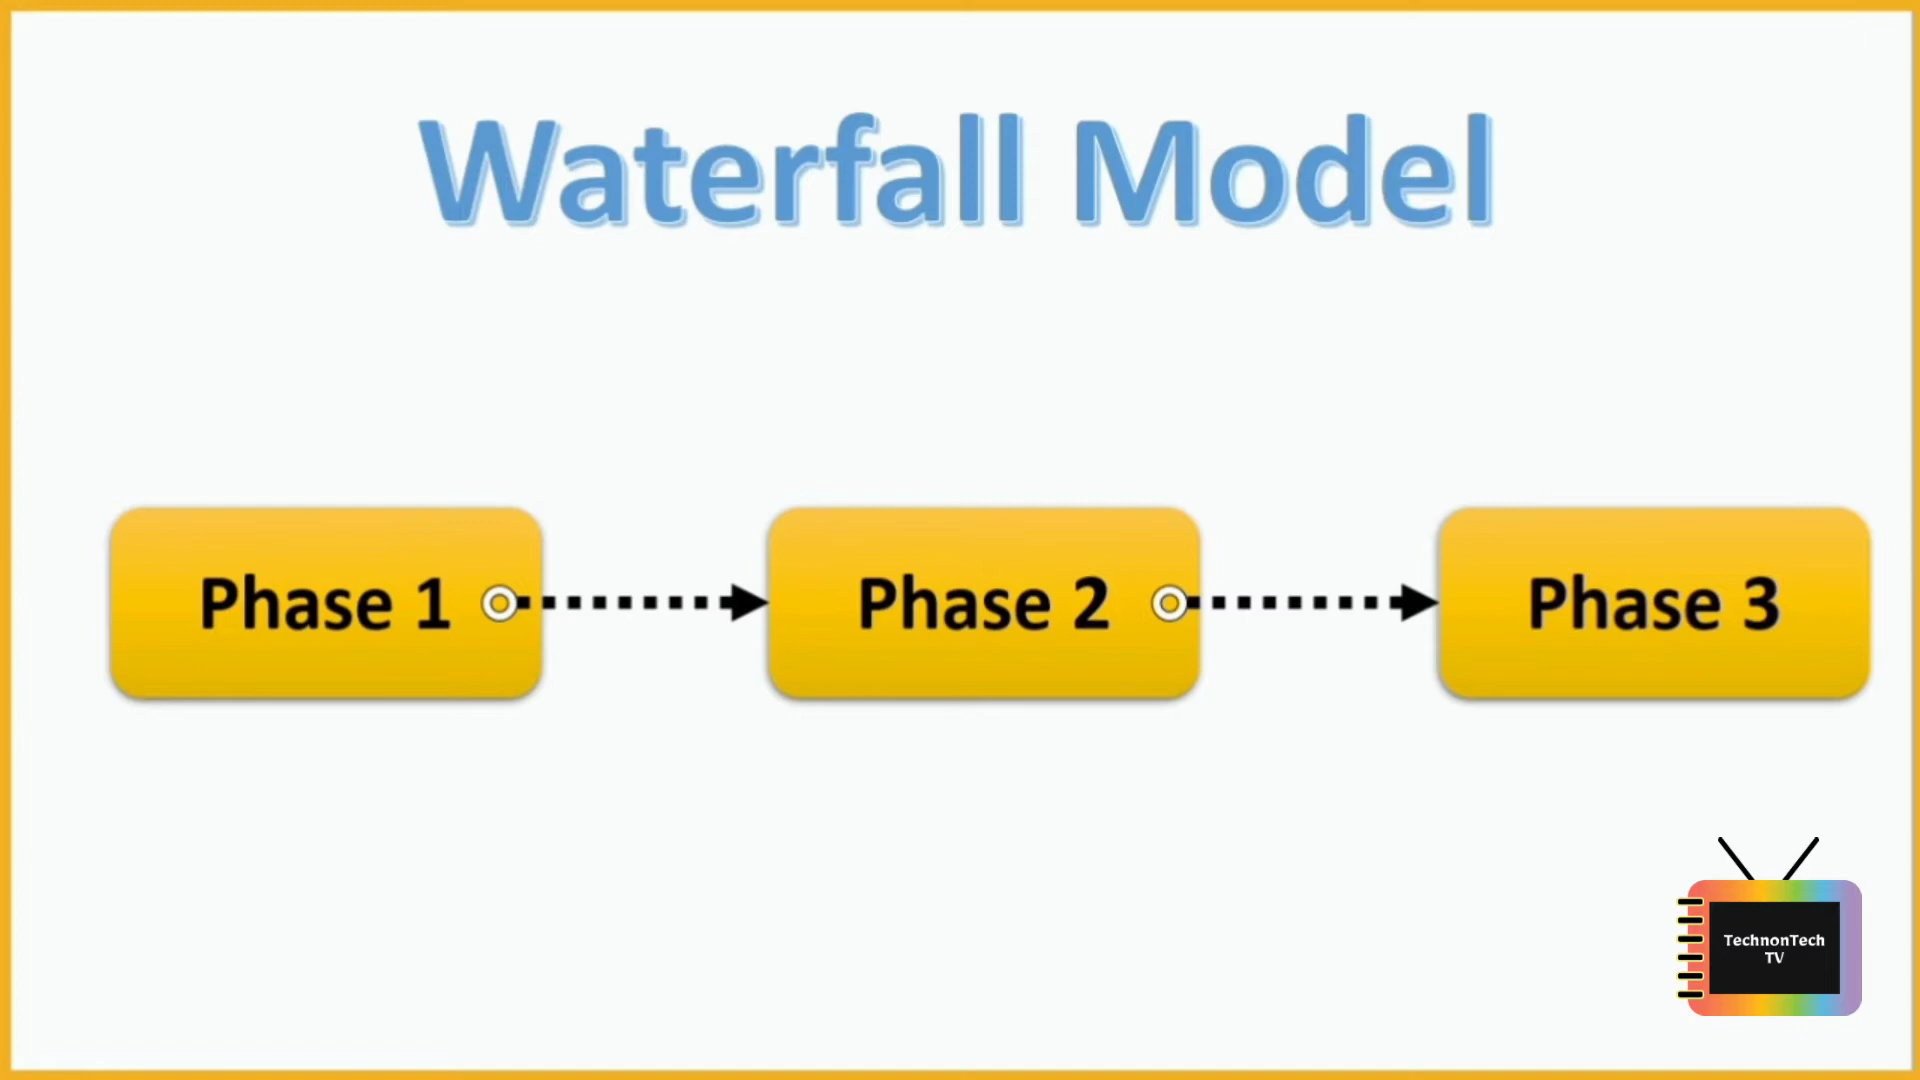 Waterfall Model
Phase 1
Phase 2
Phase 3
TechnonTech
TV